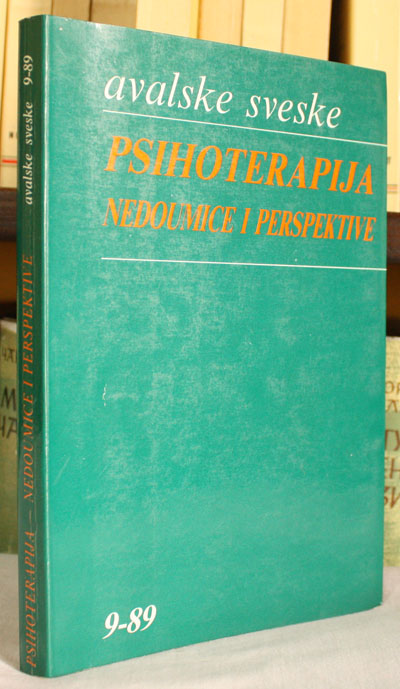 avalske sveske
PSIHOTERAPIJA
NEDOUMICE I PERSPEKTIVE
9-89
PSIHOTERAPIJA — NEDOUMICE I PERSPEKTIVE avalske sveske 9-89